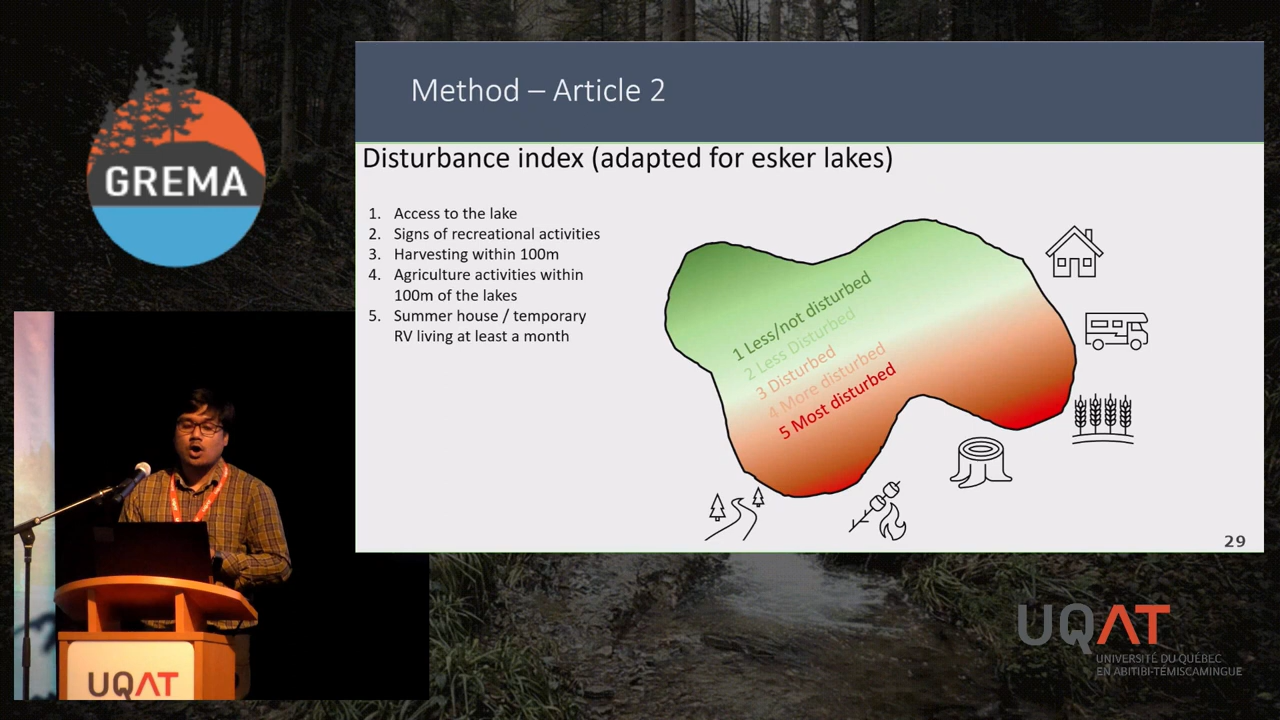 GREMA
Method – Article 2
Disturbance index (adapted for esker lakes)
1. Access to the lake
2. Signs of recreational activities
3. Harvesting within 100m
4. Agriculture activities within
100m of the lakes
5. Summer house / temporary
RV living at least a month
1 Less/not disturbed
2 Less Disturbed
3 Disturbed
4 More disturbed
5 Most disturbed
29
UQAT
UNIVERSITÉ DU QUÉBEC
EN ABITIBI-TÉMISCAMINGUE
UQAT